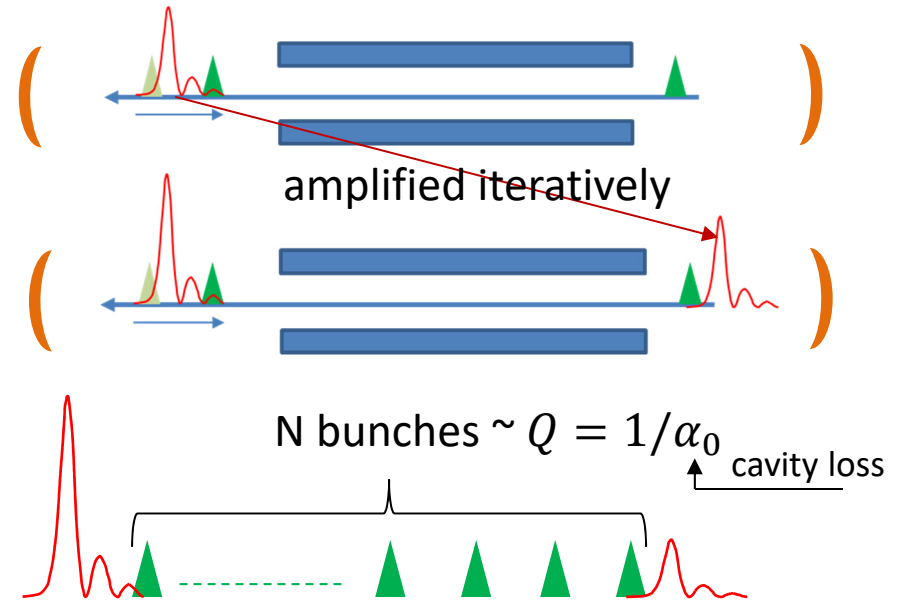 amplified iteratively
N bunches ~ Q = 1/α₀
cavity loss